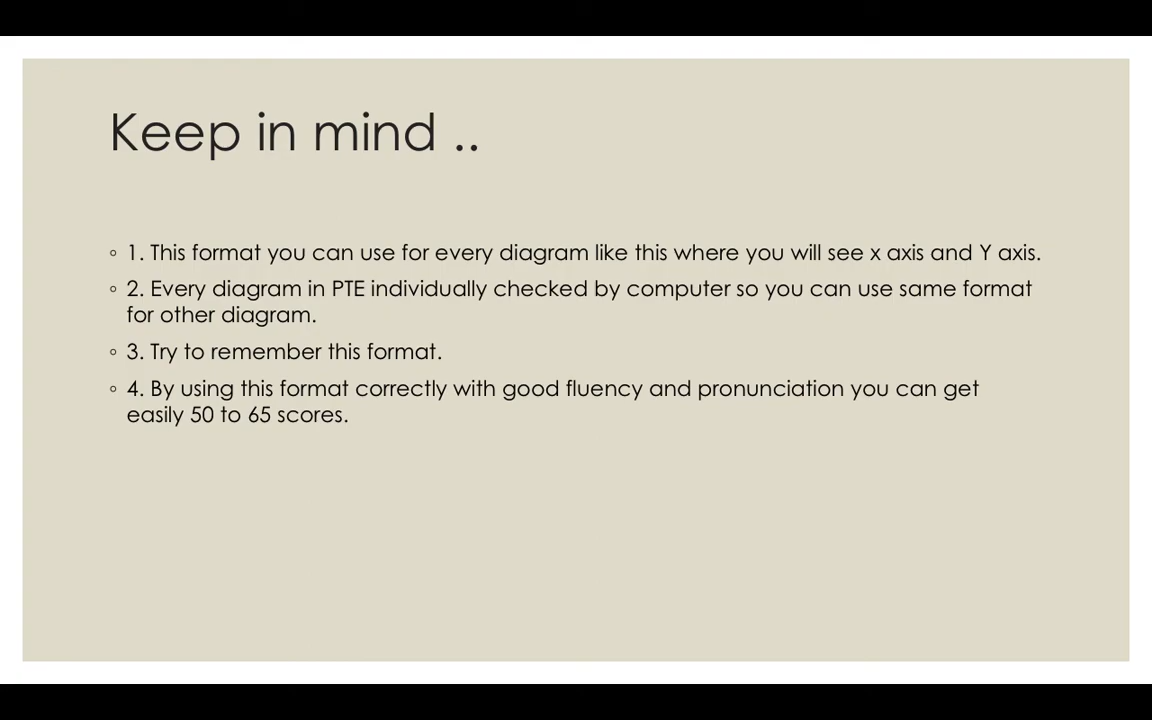 Keep in mind ..
◦ 1. This format you can use for every diagram like this where you will see x axis and Y axis.
◦ 2. Every diagram in PTE individually checked by computer so you can use same format
for other diagram.
◦ 3. Try to remember this format.
◦ 4. By using this format correctly with good fluency and pronunciation you can get
easily 50 to 65 scores.